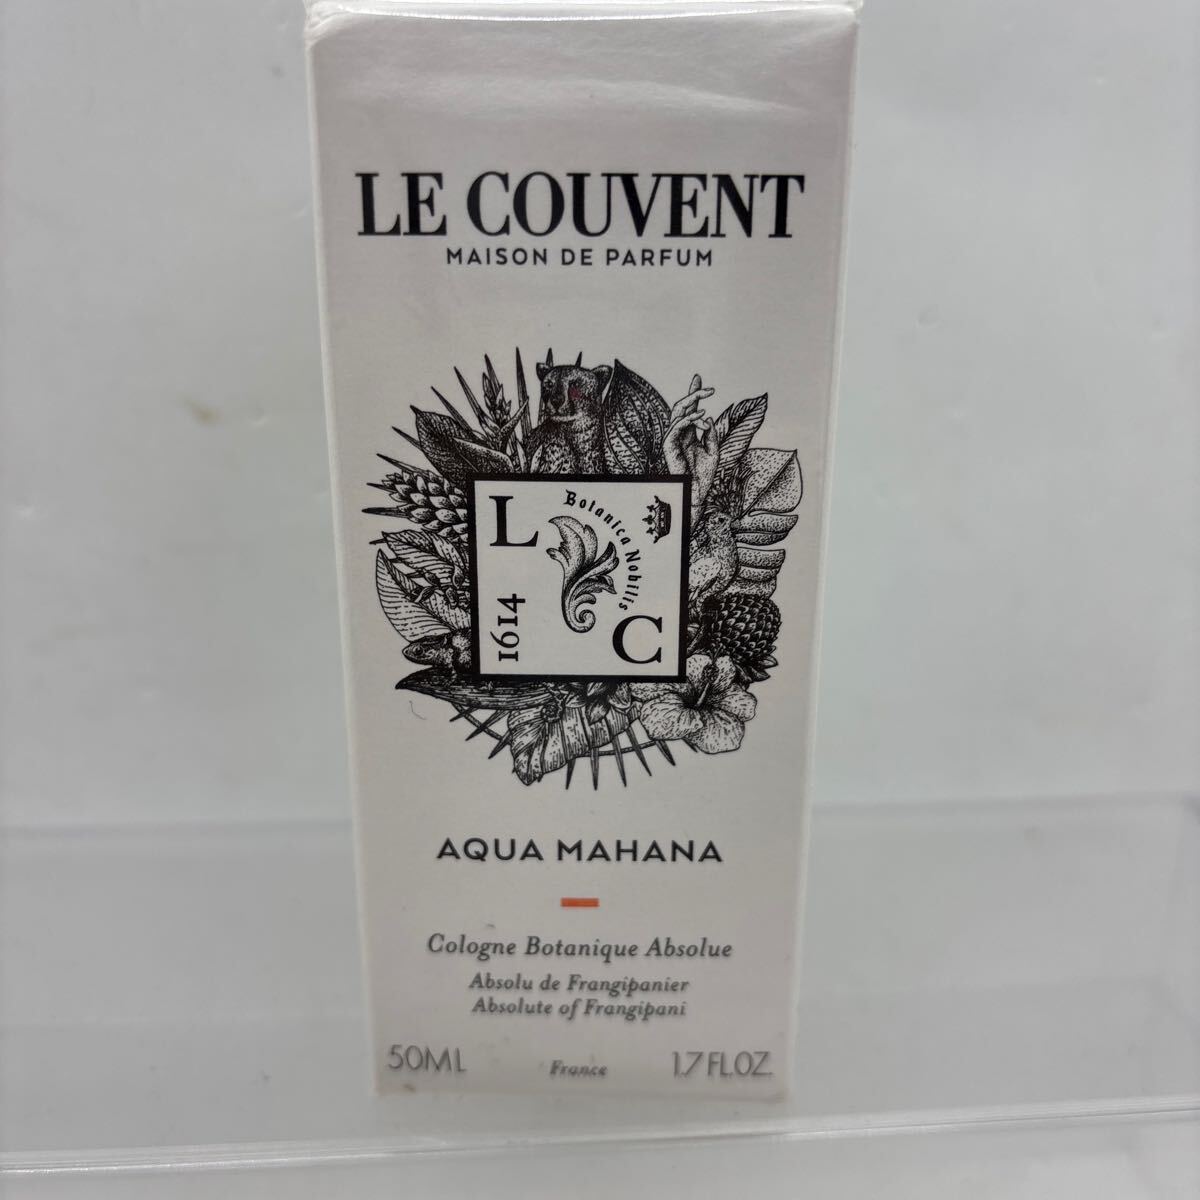 LE COUVENT
MAISON DE PARFUM
L
Botanica Nobilis
1614
C
AQUA MAHANA
Cologne Botanique Absolue
Absolu de Frangipanier
Absolute of Frangipani
50ML France 1.7 FL.OZ.